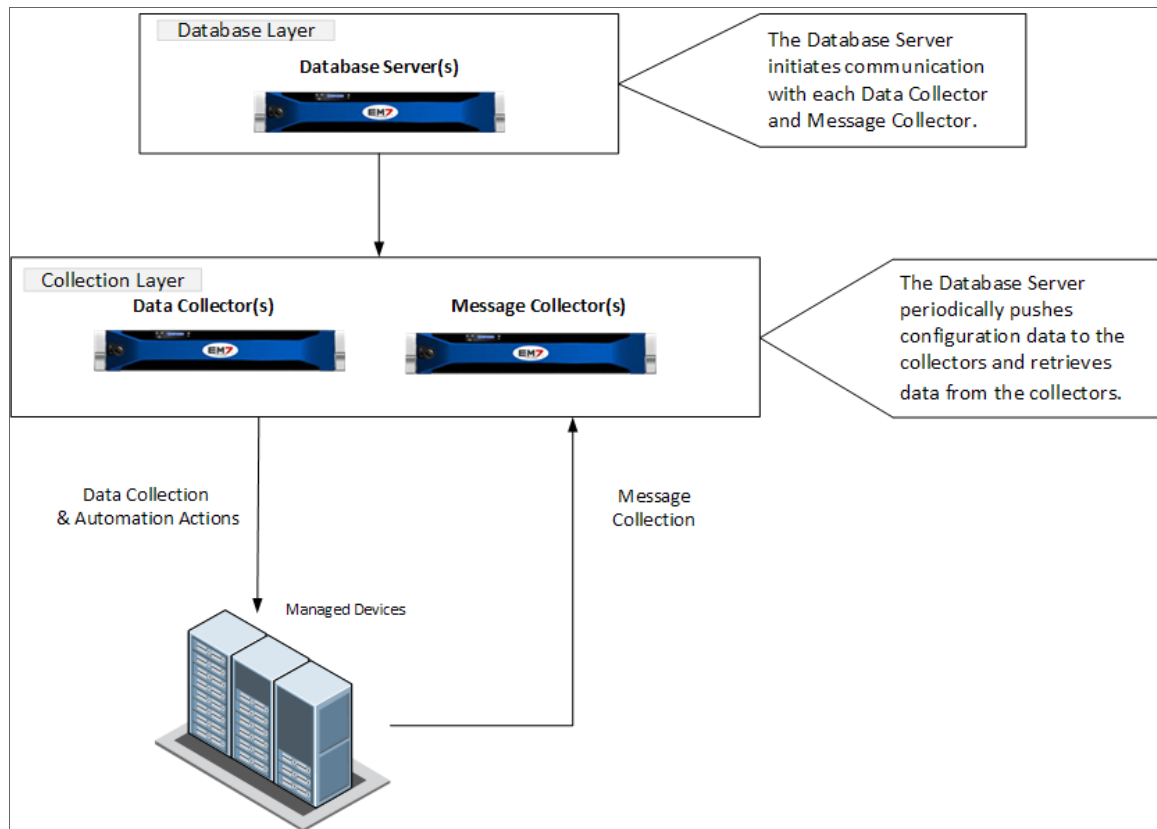 Database Layer
Database Server(s)
EM7
The Database Server
initiates communication
with each Data Collector
and Message Collector.
Collection Layer
Data Collector(s)
Message Collector(s)
EM7
EM7
The Database Server
periodically pushes
configuration data to the
collectors and retrieves
data from the collectors.
Data Collection
& Automation Actions
Message
Collection
Managed Devices